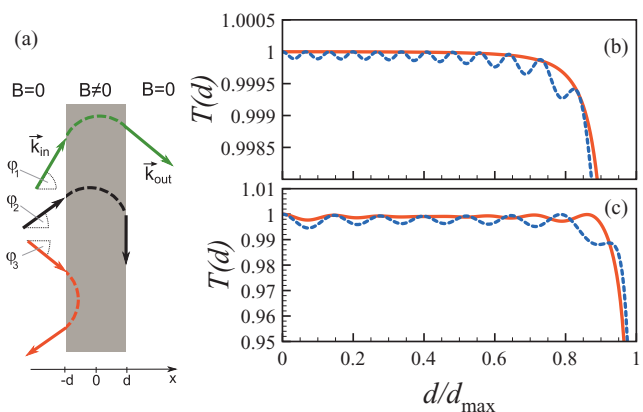 (a)
B=0 B≠0 B=0
k_in
φ1
k_out
φ2
φ3
-d 0 d x
(b)
T(d)
1.0005
1
0.9995
0.999
0.9985
(c)
T(d)
1.01
1
0.99
0.98
0.97
0.96
0.95
0 0.2 0.4 0.6 0.8 1
d/d_max